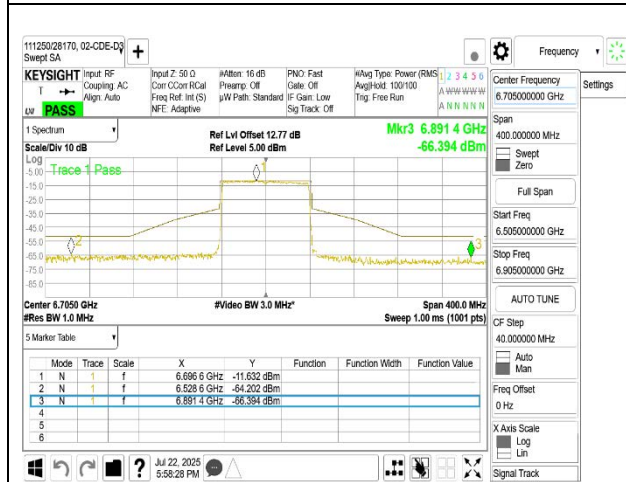 111250/28170, 02-CDE-D3
Swept SA
Frequency
KEYSIGHT
Input: RF
Coupling: AC
Align: Auto
Input Z: 50 Ω
Corr CCorr RCal
Freq Ref: Int (S)
NFE: Adaptive
#Atten: 16 dB
Preamp: Off
µW Path: Standard
PNO: Fast
Gate: Off
IF Gain: Low
Sig Track: Off
#Avg Type: Power (RMS
Avg|Hold: 100/100
Trig: Free Run
1 2 3 4 5 6
A W W W W W
A N N N N N
PASS
Center Frequency
6.705000000 GHz
Settings
Span
400.000000 MHz
Swept
Zero
Full Span
Start Freq
6.505000000 GHz
Stop Freq
6.905000000 GHz
AUTO TUNE
CF Step
40.000000 MHz
Auto
Man
Freq Offset
0 Hz
X Axis Scale
Log
Lin
Signal Track
1 Spectrum
Scale/Div 10 dB
Ref Lvl Offset 12.77 dB
Ref Level 5.00 dBm
Mkr3 6.891 4 GHz
-66.394 dBm
Log
Trace 1 Pass
-5.00
-15.0
-25.0
-35.0
-45.0
-55.0
-65.0
-75.0
-85.0
1
2
3
Center 6.7050 GHz
#Video BW 3.0 MHz*
Span 400.0 MHz
#Res BW 1.0 MHz
Sweep 1.00 ms (1001 pts)
5 Marker Table
Mode Trace Scale X Y Function Function Width Function Value
1 N 1 f 6.696 6 GHz -11.632 dBm
2 N 1 f 6.528 6 GHz -64.202 dBm
3 N 1 f 6.891 4 GHz -66.394 dBm
4
5
6
Jul 22, 2025
5:58:28 PM